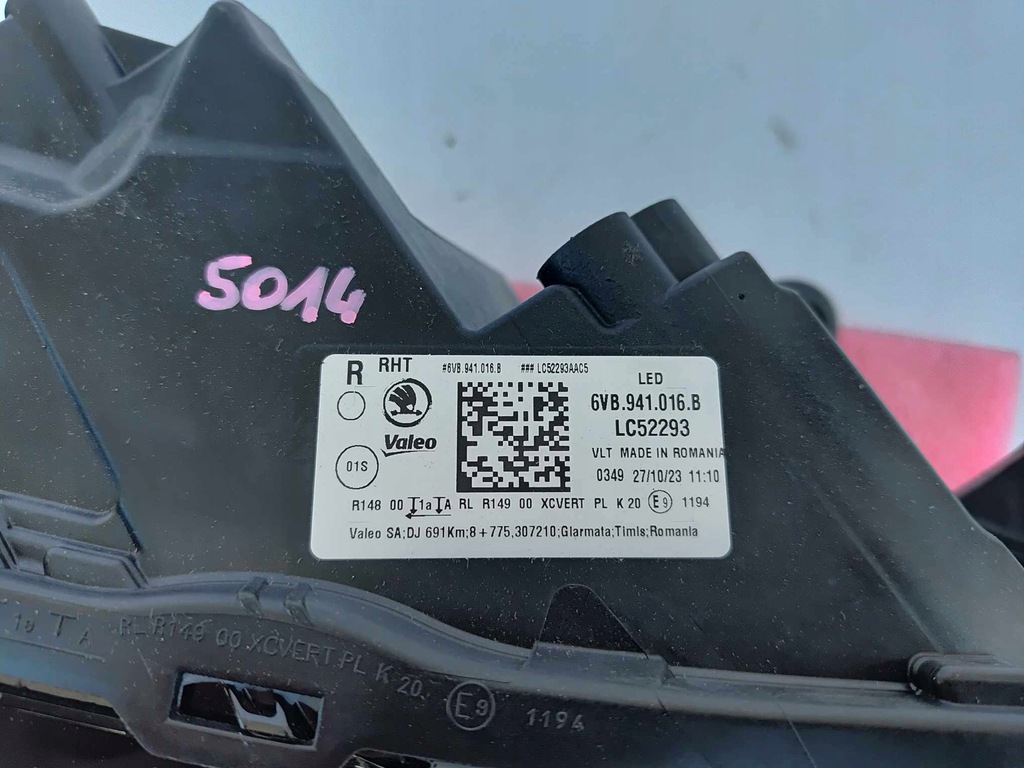 5014
R RHT #6VB.941.016.B ### LC52293AAC5 LED
6VB.941.016.B
Valeo LC52293
VLT MADE IN ROMANIA
01S 0349 27/10/23 11:10
R148 00 T1aTA RL R149 00 XCVERT PL K 20 E9 1194
Valeo SA;DJ 691Km;8+775,307210;Giarmata;Timis;Romania
1a T A RL R149 00 XCVERT PL K 20 E9 1194